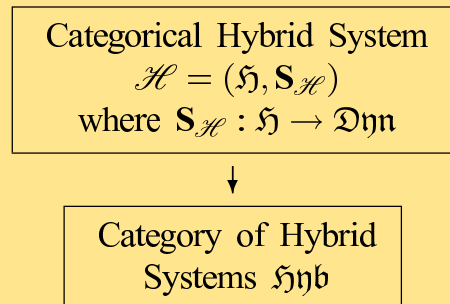 Categorical Hybrid System
ℋ = (ℌ, 𝐒_ℋ)
where 𝐒_ℋ : ℌ → 𝔇𝔶𝔫
Category of Hybrid
Systems ℌ𝔶𝔟